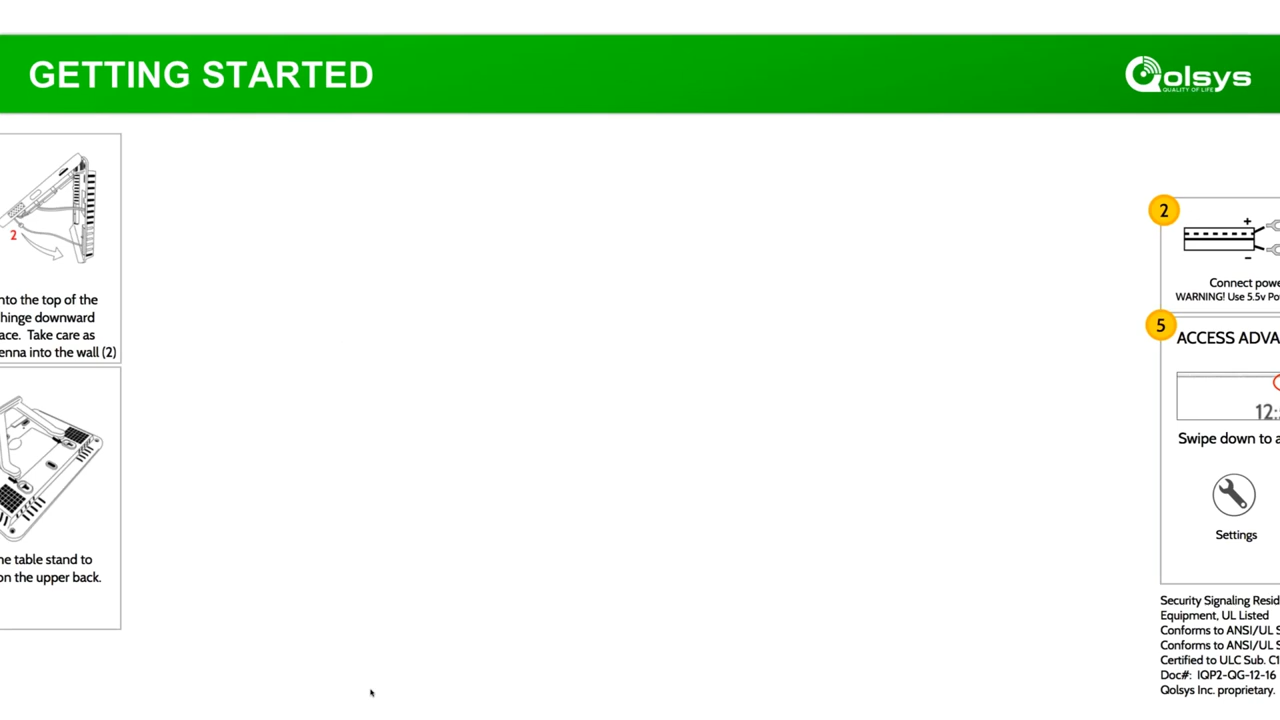 GETTING STARTED
Qolsys
QUALITY OF LIFE
2
nto the top of the
hinge downward
ace. Take care as
enna into the wall (2)
ne table stand to
on the upper back.
2
+
-
Connect powe
WARNING! Use 5.5v Po
5
ACCESS ADVA
12:
Swipe down to a
Settings
Security Signaling Resid
Equipment, UL Listed
Conforms to ANSI/UL S
Conforms to ANSI/UL S
Certified to ULC Sub. C1
Doc#: IQP2-QG-12-16
Qolsys Inc. proprietary.